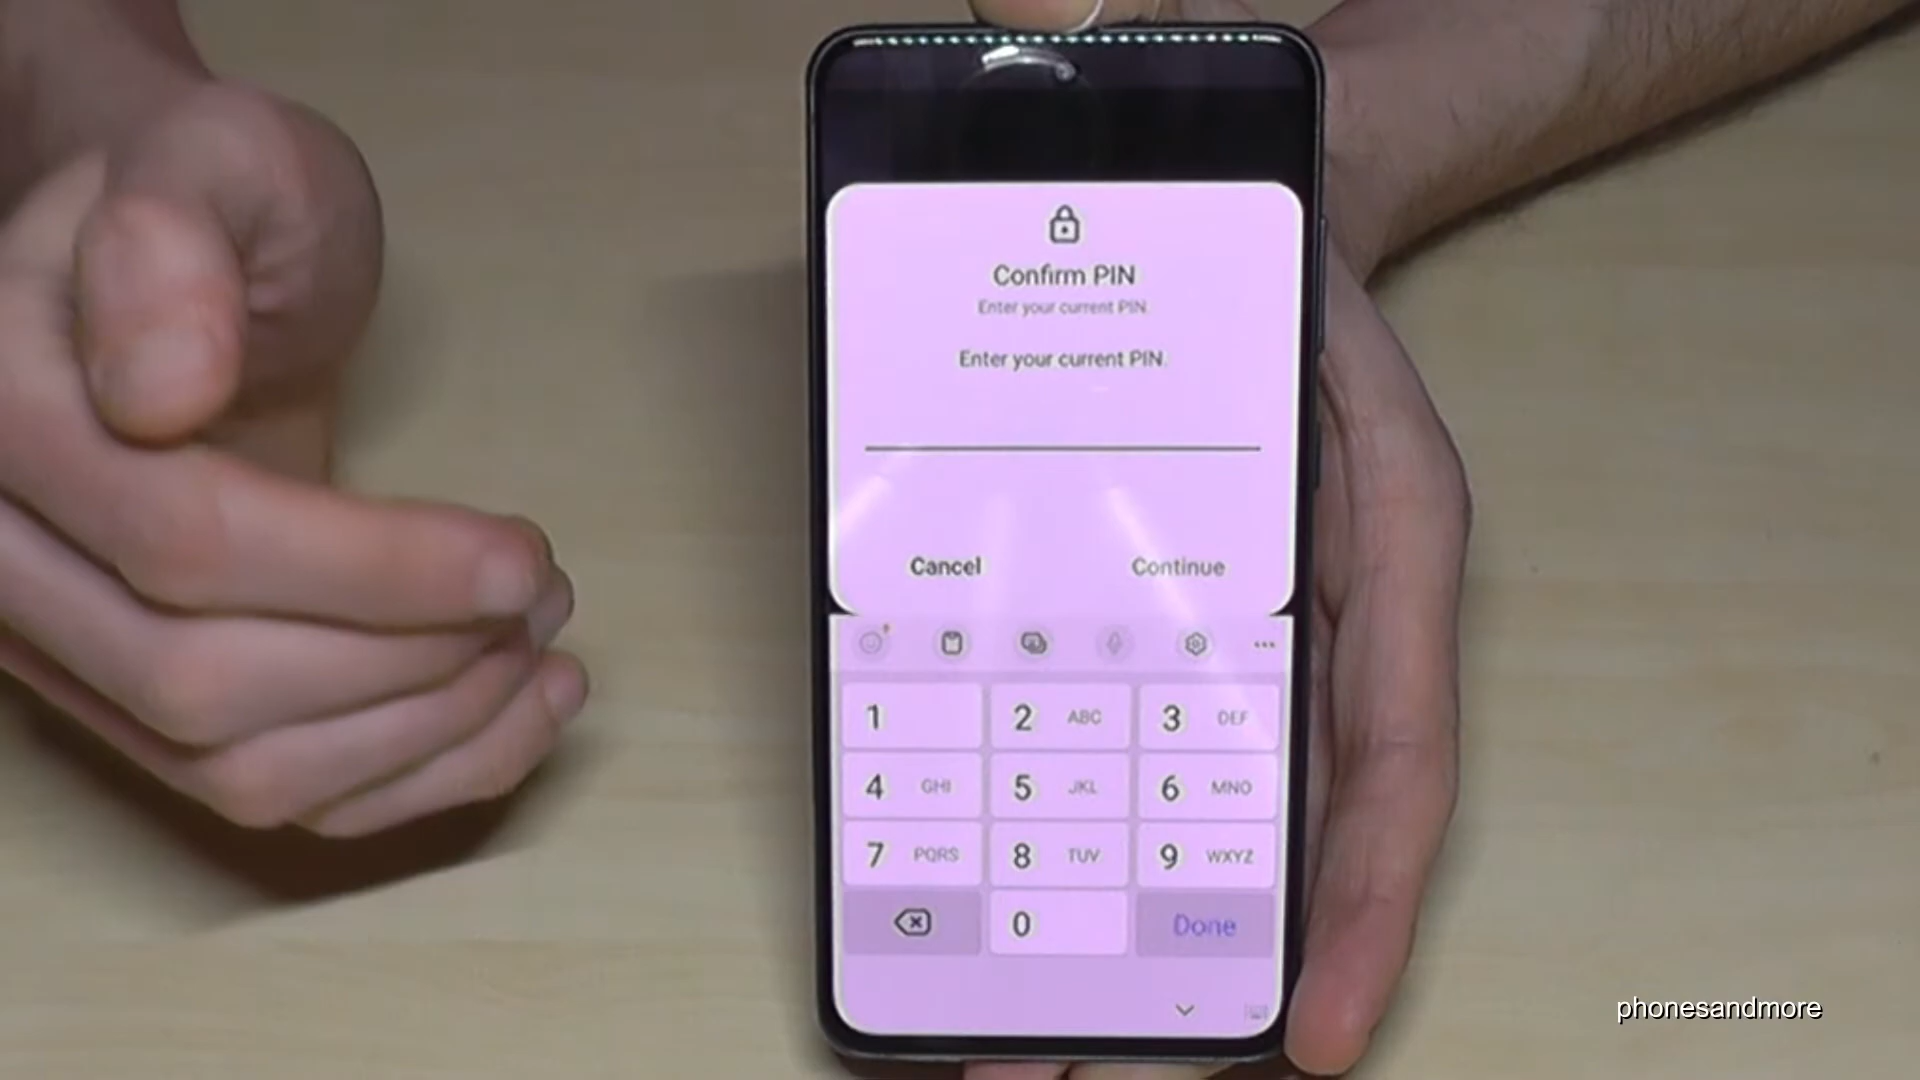 Confirm PIN
Enter your current PIN.
Enter your current PIN.
Cancel Continue
1 2 ABC 3 DEF
4 GHI 5 JKL 6 MNO
7 PQRS 8 TUV 9 WXYZ
0 Done
phonesandmore